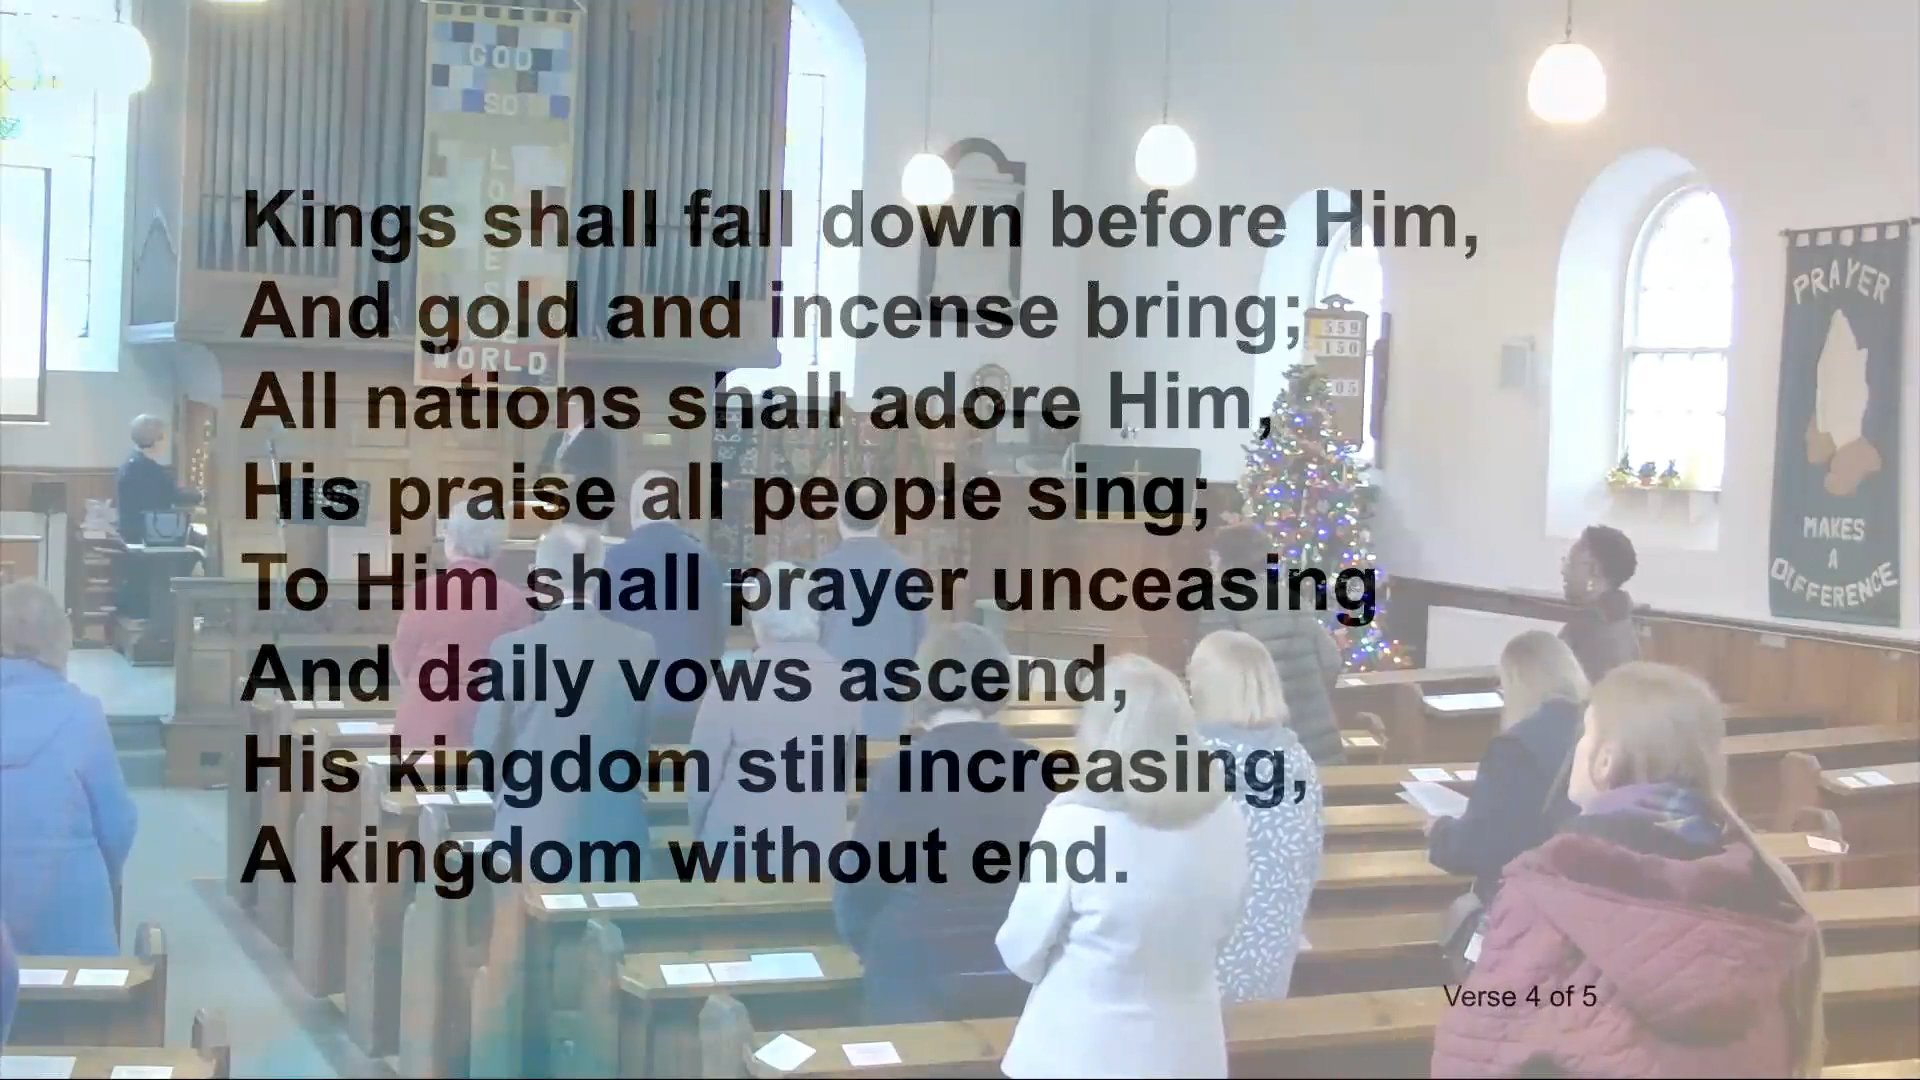 GOD
SO
LOVES
WORLD
Kings shall fall down before Him,
And gold and incense bring;
All nations shall adore Him,
His praise all people sing;
To Him shall prayer unceasing
And daily vows ascend,
His kingdom still increasing,
A kingdom without end.
559
150
PRAYER
MAKES
A
DIFFERENCE
Verse 4 of 5